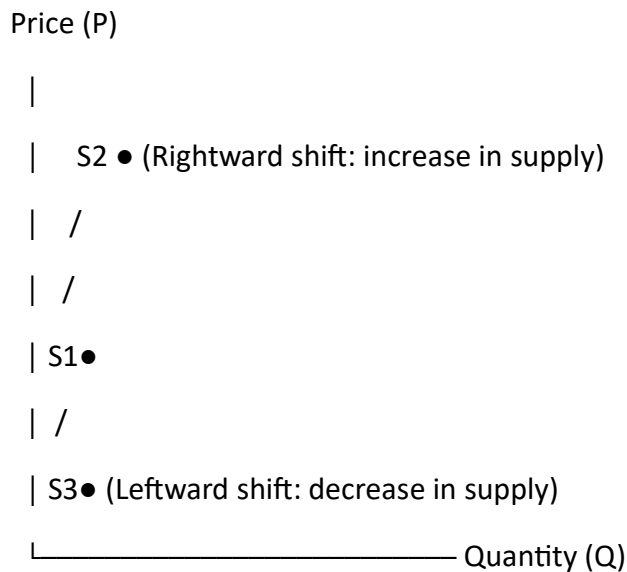 Price (P)
│
│ S2 ● (Rightward shift: increase in supply)
│ /
│ /
│ S1●
│ /
│ S3● (Leftward shift: decrease in supply)
└────────────────────────── Quantity (Q)